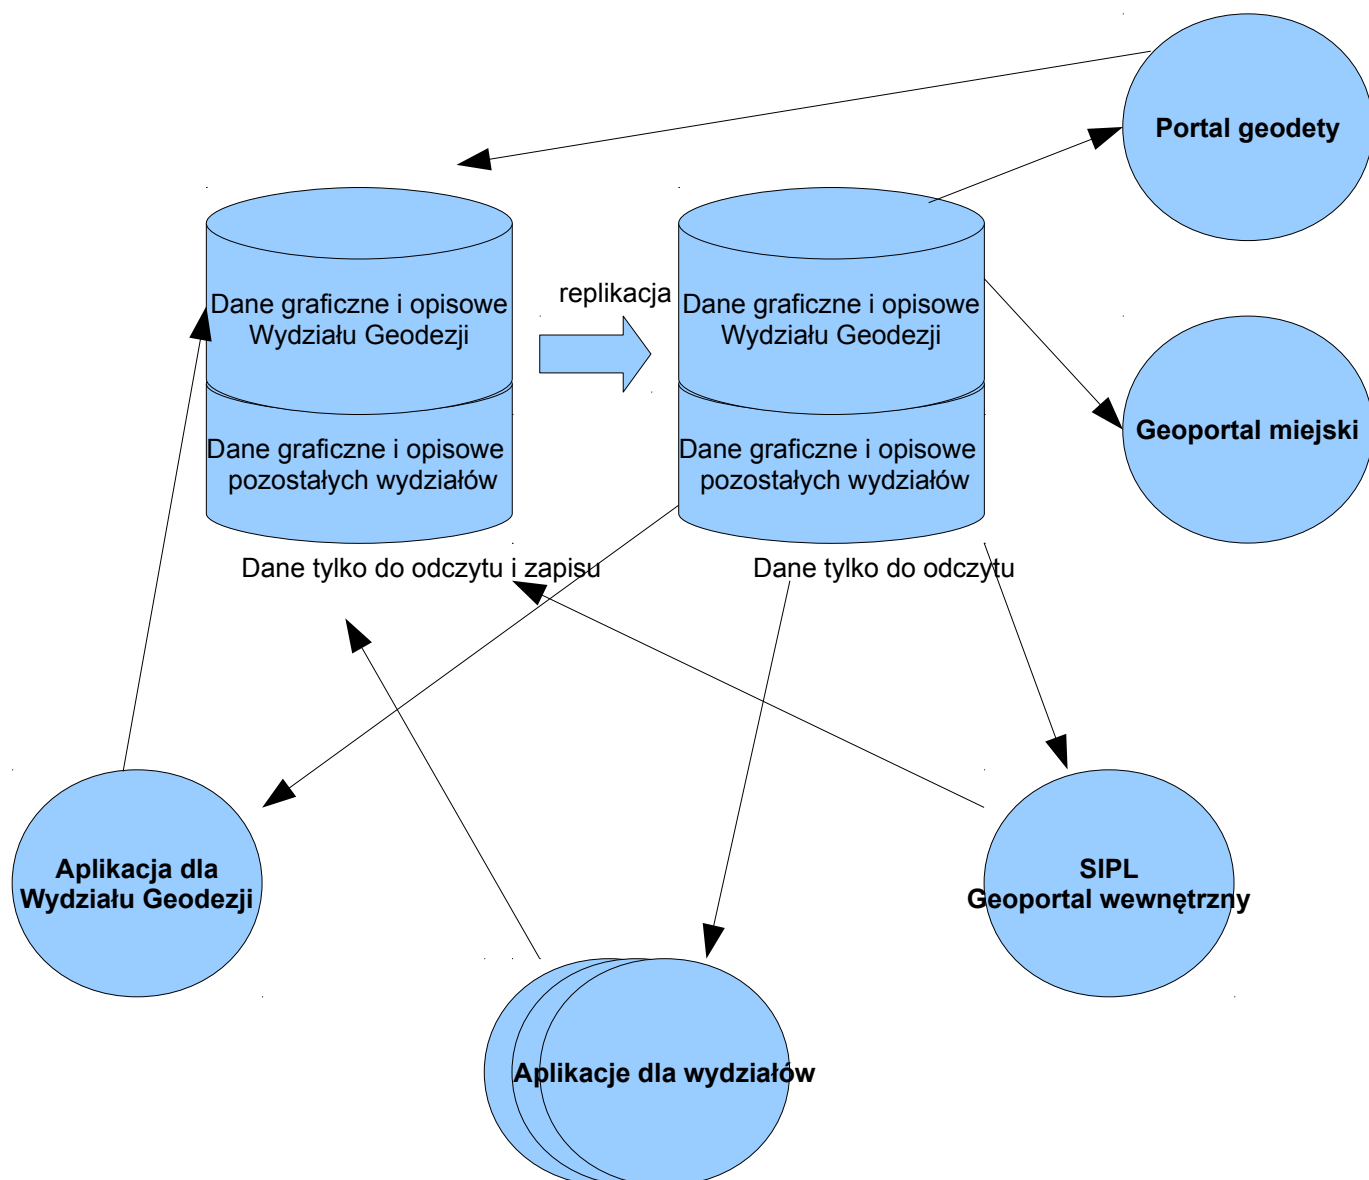 Portal geodety
replikacja
Dane graficzne i opisowe
Wydziału Geodezji
Dane graficzne i opisowe
Wydziału Geodezji
Geoportal miejski
Dane graficzne i opisowe
pozostałych wydziałów
Dane graficzne i opisowe
pozostałych wydziałów
Dane tylko do odczytu i zapisu
Dane tylko do odczytu
Aplikacja dla
Wydziału Geodezji
SIPL
Geoportal wewnętrzny
Aplikacje dla wydziałów